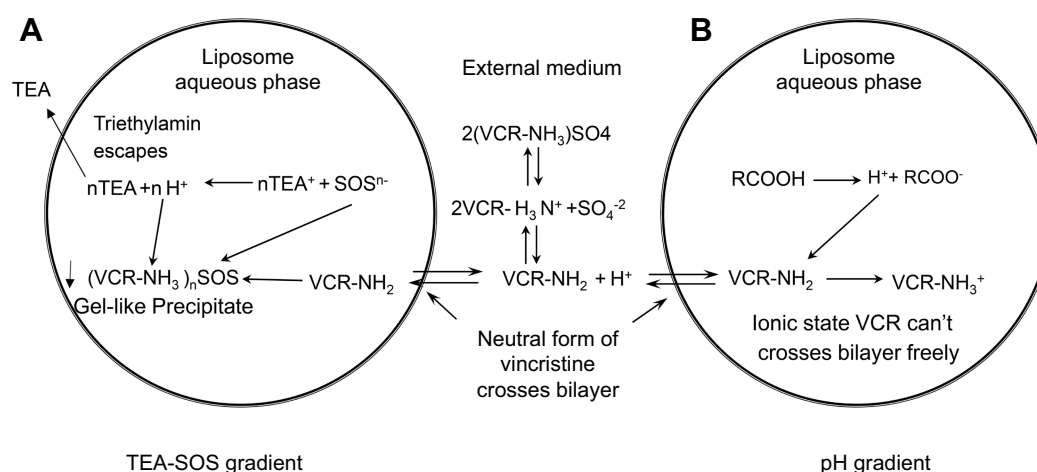 A
Liposome
aqueous phase
TEA
Triethylamin
escapes
nTEA +n H⁺
nTEA⁺ + SOSⁿ⁻
(VCR-NH₃ )ₙSOS
VCR–NH₂
Gel-like Precipitate
TEA-SOS gradient
External medium
2(VCR-NH₃)SO4
2VCR- H₃ N⁺ +SO₄⁻²
VCR-NH₂ + H⁺
Neutral form of
vincristine
crosses bilayer
B
Liposome
aqueous phase
RCOOH
H⁺+ RCOO⁻
VCR-NH₂
VCR-NH₃⁺
Ionic state VCR can’t
crosses bilayer freely
pH gradient